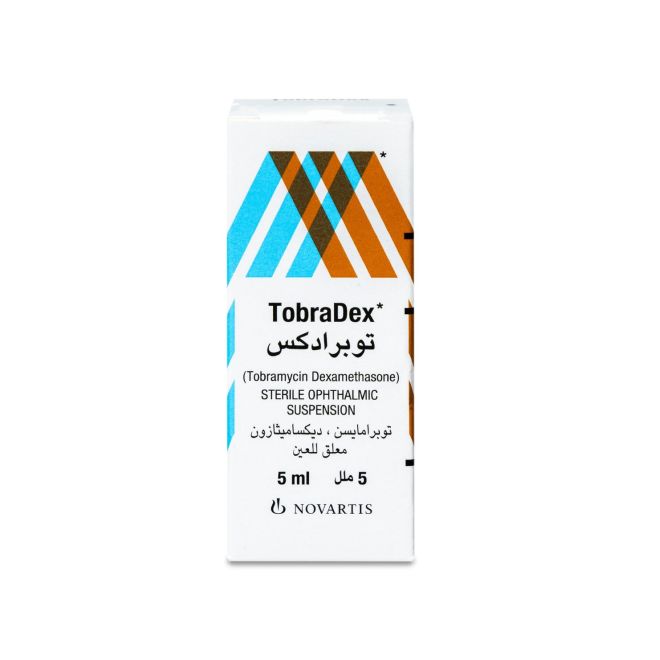 TobraDex*
توبرادكس
(Tobramycin Dexamethasone)
STERILE OPHTHALMIC
SUSPENSION
توبرامايسن ، ديكساميثازون
معلق للعين
5 ml 5 ملل
NOVARTIS